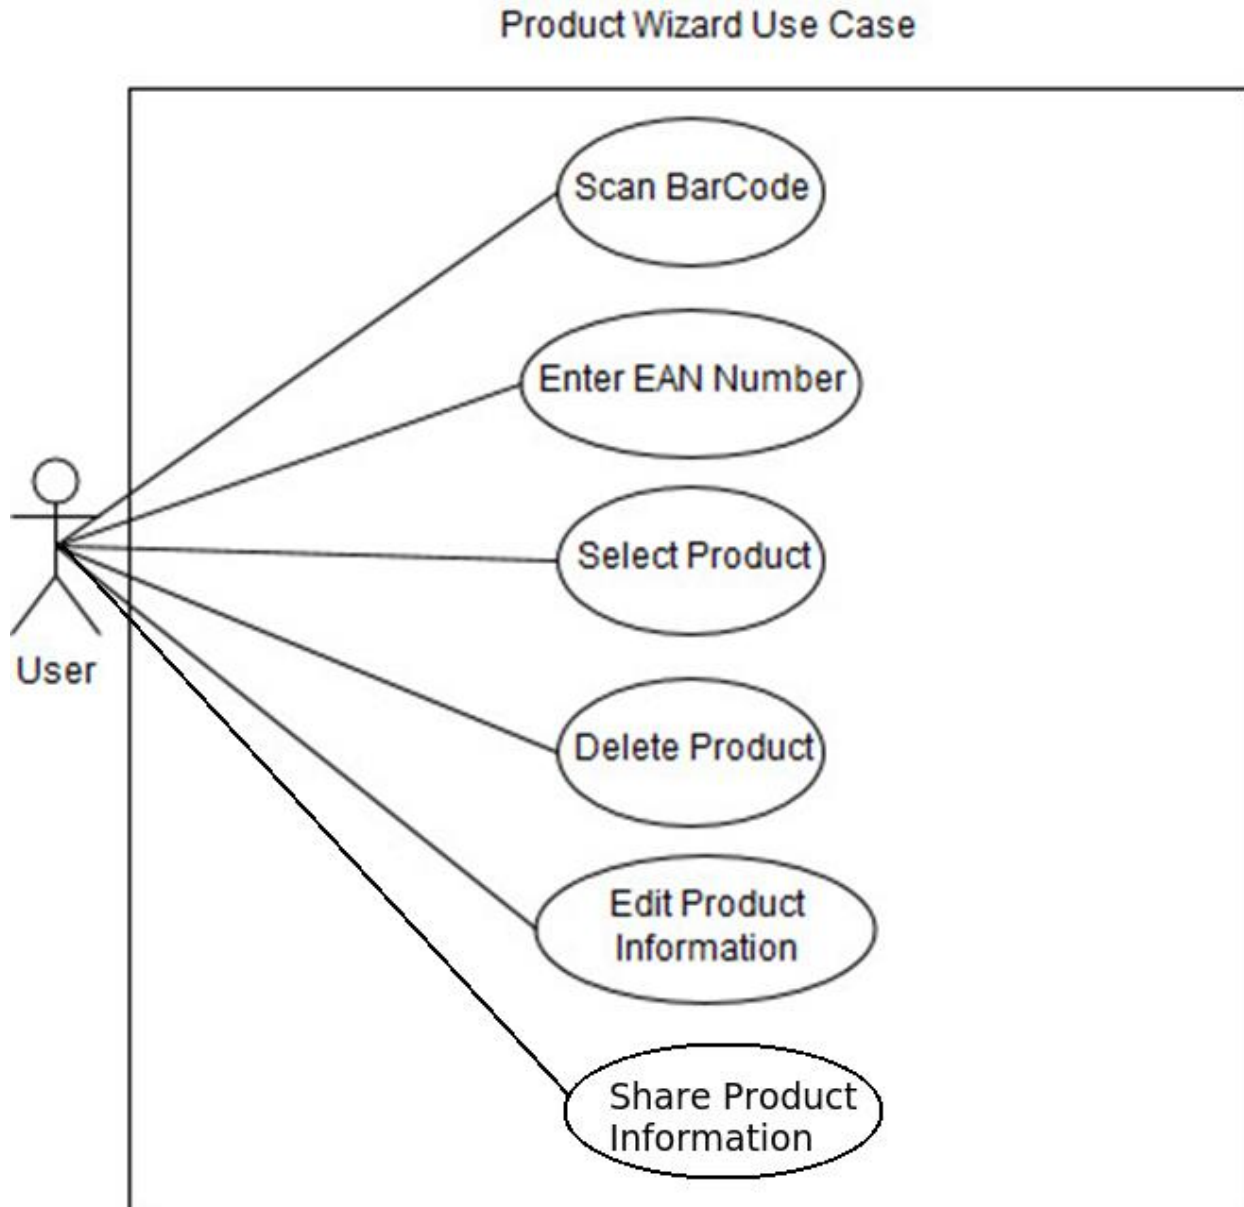 Product Wizard Use Case
Scan BarCode
Enter EAN Number
Select Product
User
Delete Product
Edit Product
Information
Share Product
Information